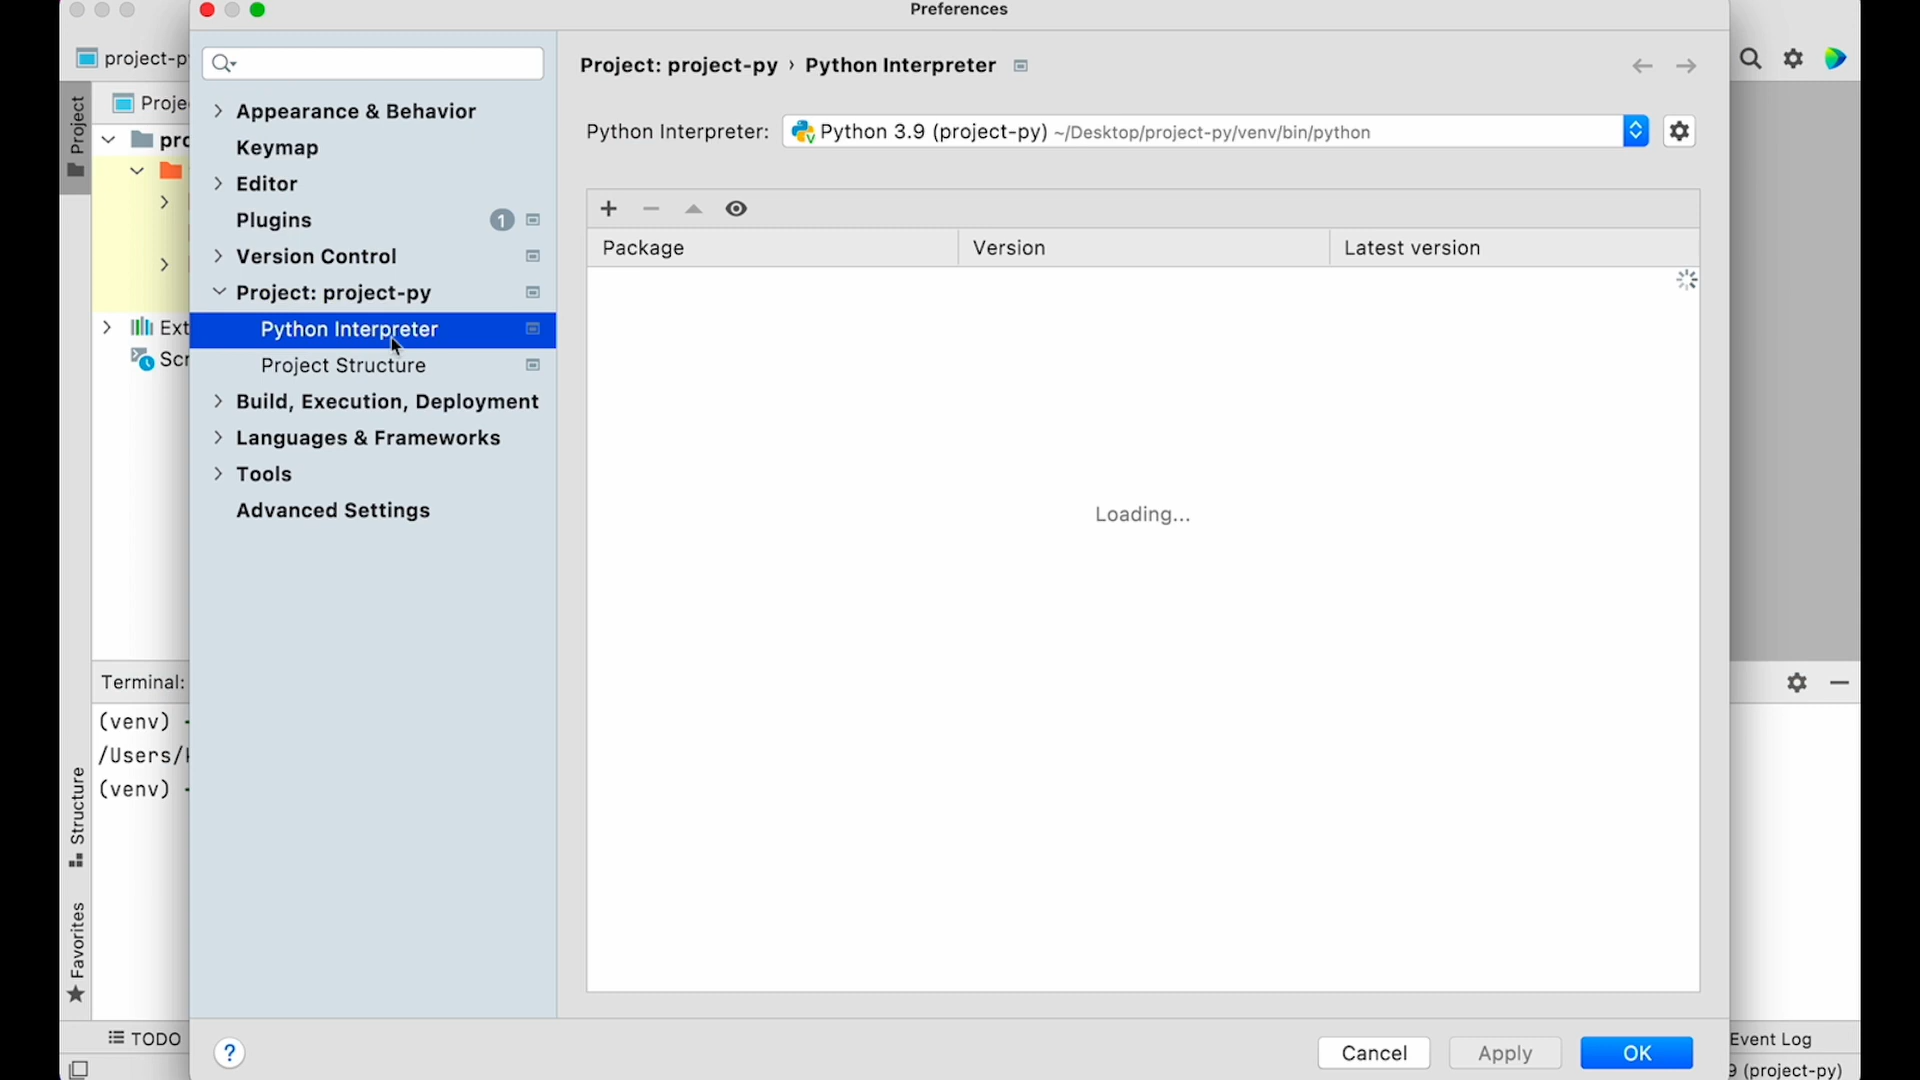 Preferences
project-p
Project: project-py › Python Interpreter
Project
Proje
Appearance & Behavior
Python Interpreter: Python 3.9 (project-py) ~/Desktop/project-py/venv/bin/python
Keymap
Editor
Plugins 1
Version Control
Project: project-py
Python Interpreter
Project Structure
Build, Execution, Deployment
Languages & Frameworks
Tools
Advanced Settings
Package Version Latest version
Loading...
Ext
Scr
Terminal:
(venv)
/Users/
(venv)
Structure
Favorites
TODO
?
Cancel Apply OK
Event Log
9 (project-py)